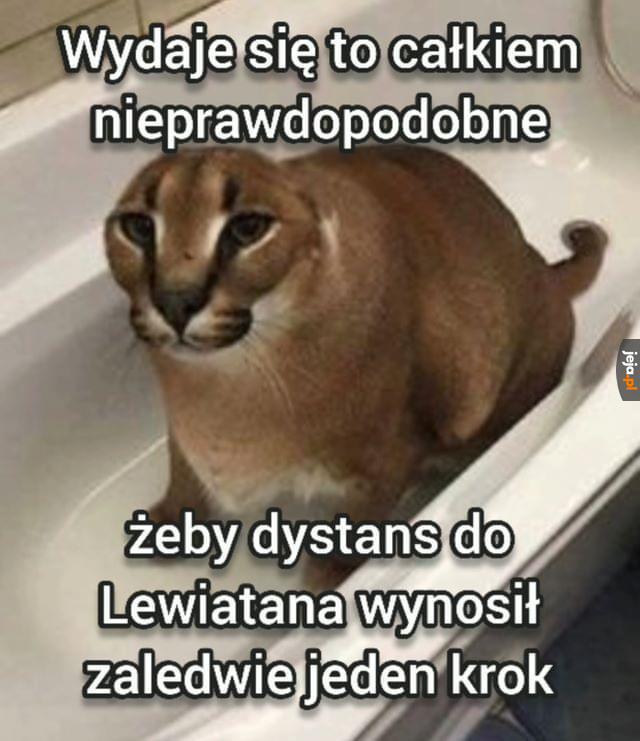 Wydaje się to całkiem
nieprawdopodobne
jeja.pl
żeby dystans do
Lewiatana wynosił
zaledwie jeden krok